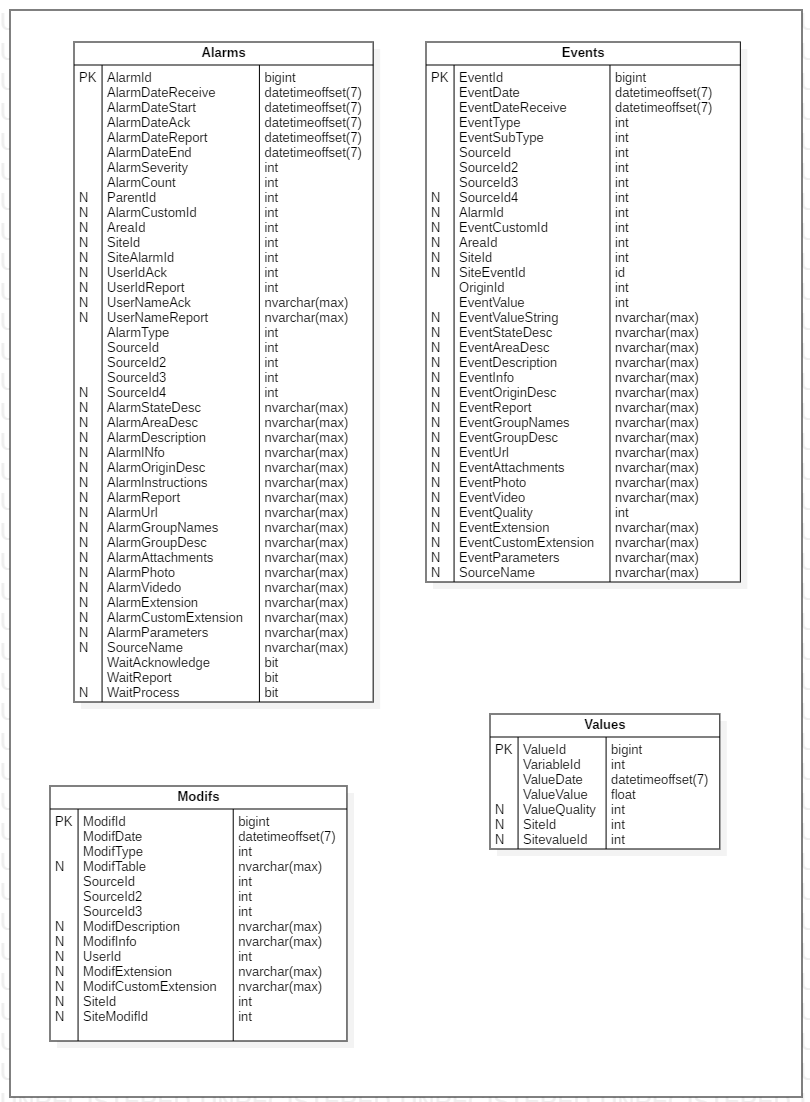 Alarms
PK AlarmId bigint
AlarmDateReceive datetimeoffset(7)
AlarmDateStart datetimeoffset(7)
AlarmDateAck datetimeoffset(7)
AlarmDateReport datetimeoffset(7)
AlarmDateEnd datetimeoffset(7)
AlarmSeverity int
AlarmCount int
N ParentId int
N AlarmCustomId int
N AreaId int
N SiteId int
N SiteAlarmId int
N UserIdAck int
N UserIdReport int
N UserNameAck nvarchar(max)
N UserNameReport nvarchar(max)
AlarmType int
SourceId int
SourceId2 int
SourceId3 int
N SourceId4 int
N AlarmStateDesc nvarchar(max)
N AlarmAreaDesc nvarchar(max)
N AlarmDescription nvarchar(max)
N AlarmINfo nvarchar(max)
N AlarmOriginDesc nvarchar(max)
N AlarmInstructions nvarchar(max)
N AlarmReport nvarchar(max)
N AlarmUrl nvarchar(max)
N AlarmGroupNames nvarchar(max)
N AlarmGroupDesc nvarchar(max)
N AlarmAttachments nvarchar(max)
N AlarmPhoto nvarchar(max)
N AlarmVidedo nvarchar(max)
N AlarmExtension nvarchar(max)
N AlarmCustomExtension nvarchar(max)
N AlarmParameters nvarchar(max)
N SourceName nvarchar(max)
WaitAcknowledge bit
WaitReport bit
N WaitProcess bit
Events
PK EventId bigint
EventDate datetimeoffset(7)
EventDateReceive datetimeoffset(7)
EventType int
EventSubType int
SourceId int
SourceId2 int
SourceId3 int
N SourceId4 int
N AlarmId int
N EventCustomId int
N AreaId int
N SiteId int
N SiteEventId id
OriginId int
EventValue int
N EventValueString nvarchar(max)
N EventStateDesc nvarchar(max)
N EventAreaDesc nvarchar(max)
N EventDescription nvarchar(max)
N EventInfo nvarchar(max)
N EventOriginDesc nvarchar(max)
N EventReport nvarchar(max)
N EventGroupNames nvarchar(max)
N EventGroupDesc nvarchar(max)
N EventUrl nvarchar(max)
N EventAttachments nvarchar(max)
N EventPhoto nvarchar(max)
N EventVideo nvarchar(max)
N EventQuality int
N EventExtension nvarchar(max)
N EventCustomExtension nvarchar(max)
N EventParameters nvarchar(max)
N SourceName nvarchar(max)
Values
PK ValueId bigint
VariableId int
ValueDate datetimeoffset(7)
ValueValue float
N ValueQuality int
N SiteId int
N SitevalueId int
Modifs
PK ModifId bigint
ModifDate datetimeoffset(7)
ModifType int
N ModifTable nvarchar(max)
SourceId int
SourceId2 int
SourceId3 int
N ModifDescription nvarchar(max)
N ModifInfo nvarchar(max)
N UserId int
N ModifExtension nvarchar(max)
N ModifCustomExtension nvarchar(max)
N SiteId int
N SiteModifId int